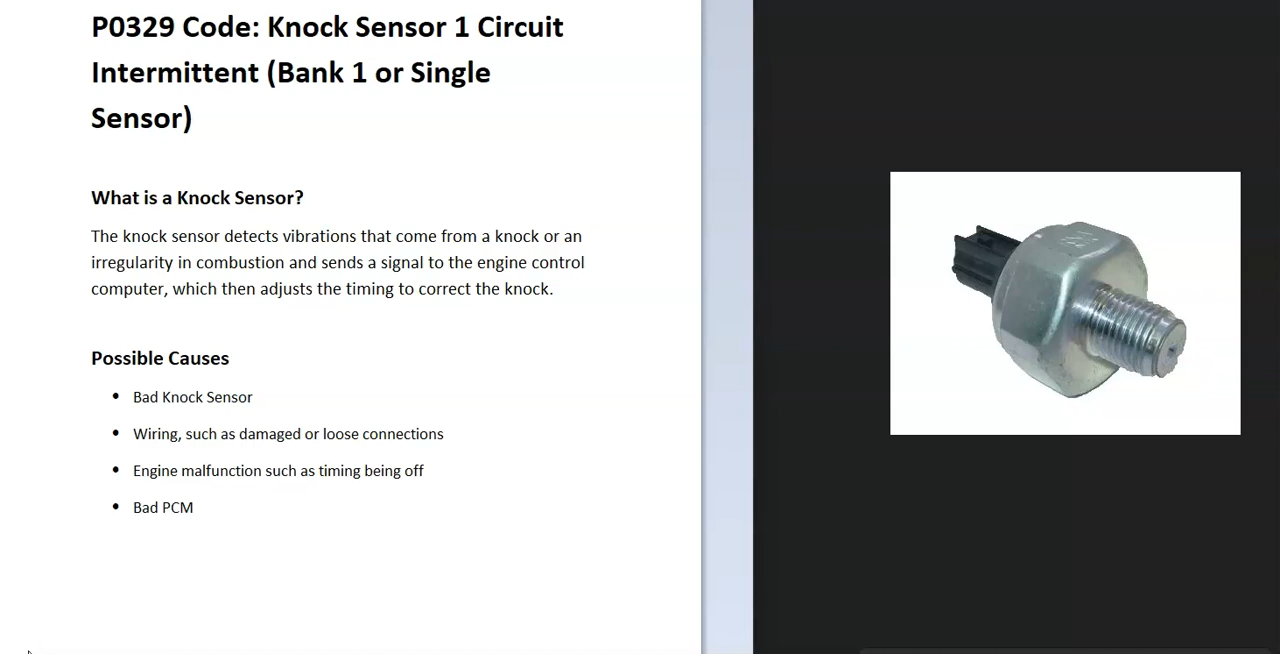 P0329 Code: Knock Sensor 1 Circuit
Intermittent (Bank 1 or Single
Sensor)
What is a Knock Sensor?
The knock sensor detects vibrations that come from a knock or an
irregularity in combustion and sends a signal to the engine control
computer, which then adjusts the timing to correct the knock.
Possible Causes
• Bad Knock Sensor
• Wiring, such as damaged or loose connections
• Engine malfunction such as timing being off
• Bad PCM